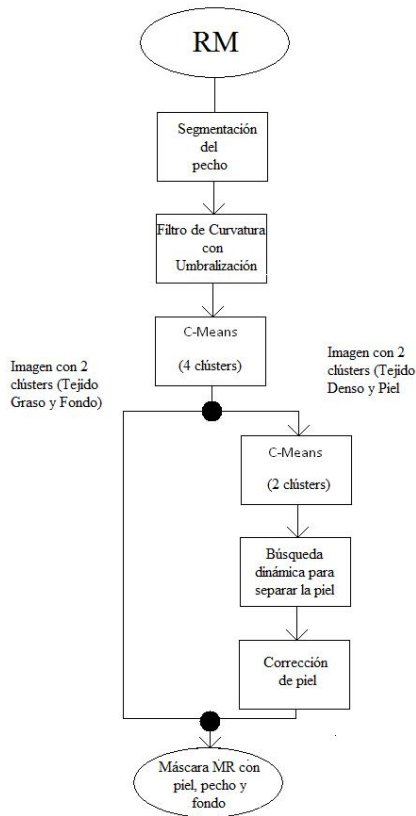 RM
Segmentación
del
pecho
Filtro de Curvatura
con
Umbralización
C-Means
(4 clústers)
Imagen con 2
clústers (Tejido
Graso y Fondo)
Imagen con 2
clústers (Tejido
Denso y Piel
C-Means
(2 clústers)
Búsqueda
dinámica para
separar la piel
Corrección
de piel
Máscara MR con
piel, pecho y
fondo